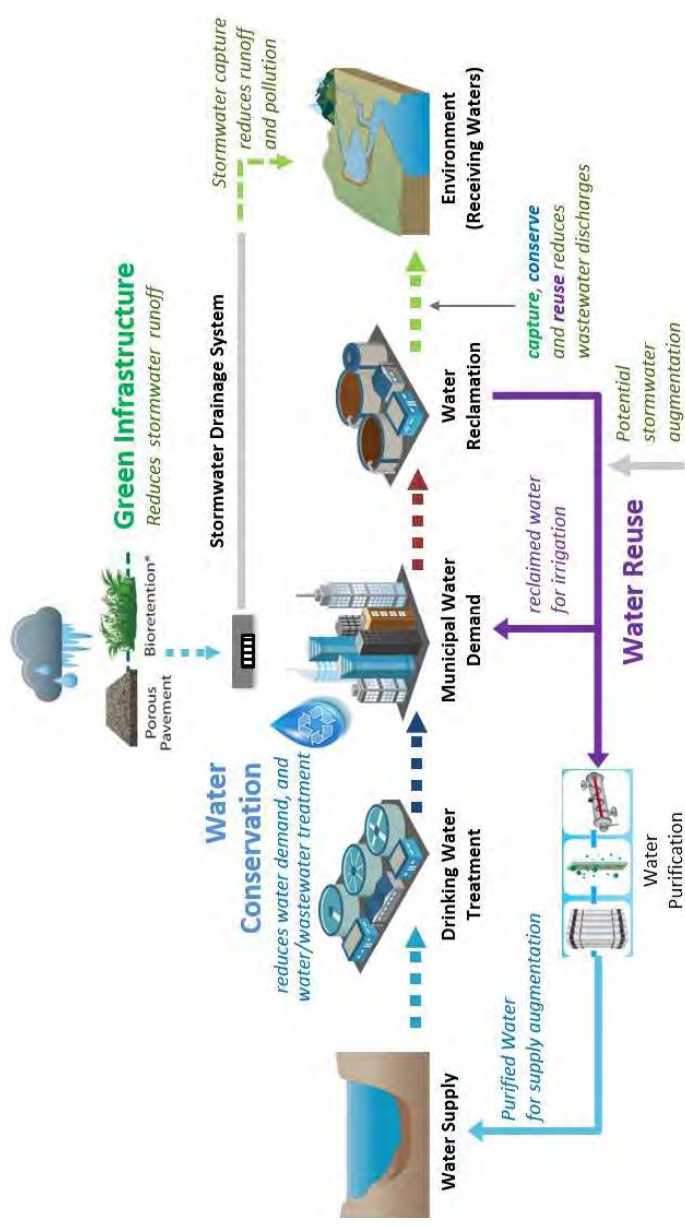 Porous
Pavement
Bioretention*
Green Infrastructure
Reduces stormwater runoff
Stormwater Drainage System
Stormwater capture
reduces runoff
and pollution
Water
Conservation
reduces water demand, and
water/wastewater treatment
Water Supply
Drinking Water
Treatment
Municipal Water
Demand
Water
Reclamation
Environment
(Receiving Waters)
capture, conserve
and reuse reduces
wastewater discharges
Purified Water
for supply augmentation
Water
Purification
reclaimed water
for irrigation
Water Reuse
Potential
stormwater
augmentation